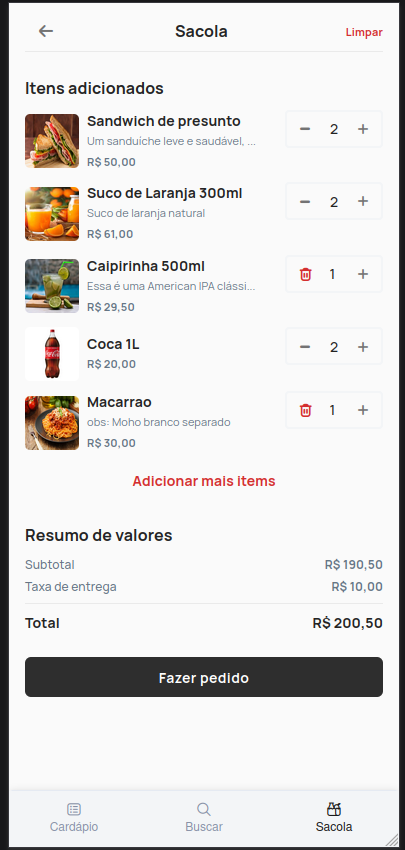 Sacola
Limpar
Itens adicionados
Sandwich de presunto
Um sanduíche leve e saudável, ...
R$ 50,00
2
Suco de Laranja 300ml
Suco de laranja natural
R$ 61,00
2
Caipirinha 500ml
Essa é uma American IPA clássi...
R$ 29,50
1
Coca 1L
R$ 20,00
2
Macarrao
obs: Moho branco separado
R$ 30,00
1
Adicionar mais items
Resumo de valores
Subtotal R$ 190,50
Taxa de entrega R$ 10,00
Total R$ 200,50
Fazer pedido
Cardápio Buscar Sacola